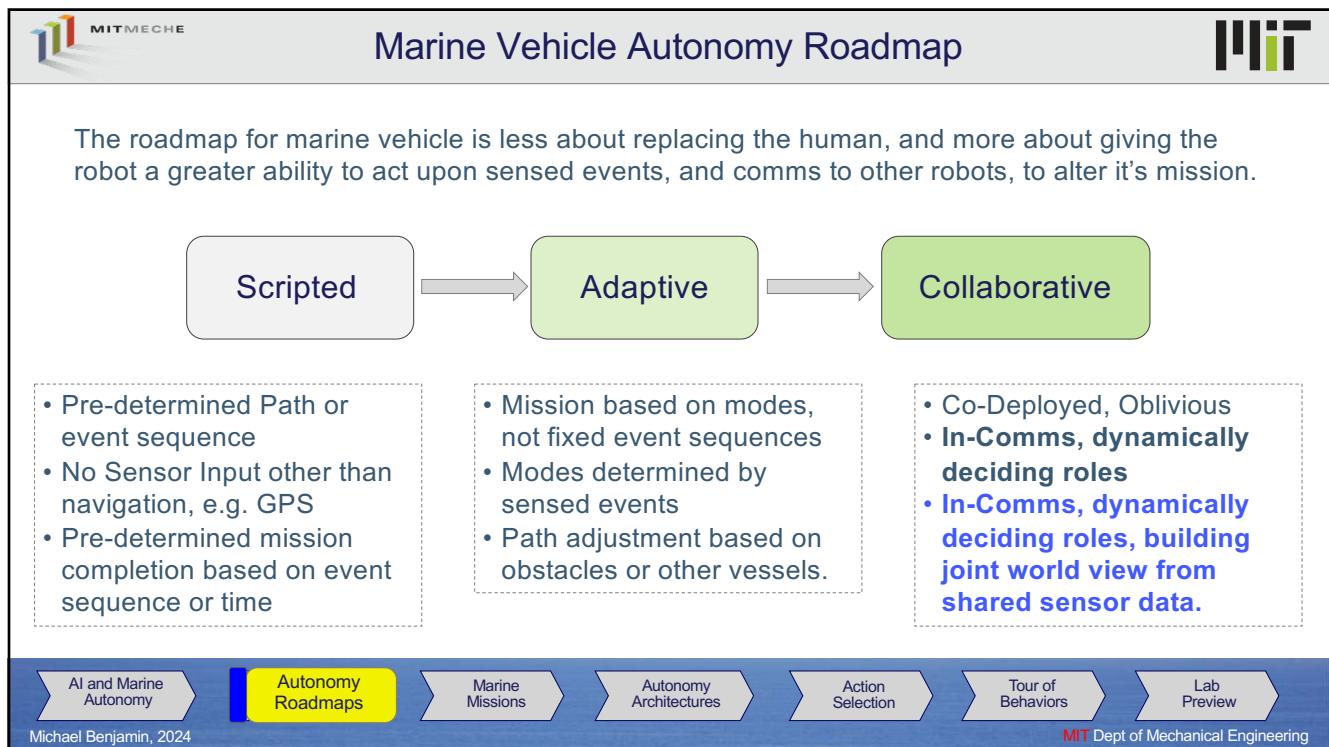 MITMECHE
Marine Vehicle Autonomy Roadmap
MIT
The roadmap for marine vehicle is less about replacing the human, and more about giving the
robot a greater ability to act upon sensed events, and comms to other robots, to alter it's mission.
Scripted
Adaptive
Collaborative
• Pre-determined Path or
event sequence
• No Sensor Input other than
navigation, e.g. GPS
• Pre-determined mission
completion based on event
sequence or time
• Mission based on modes,
not fixed event sequences
• Modes determined by
sensed events
• Path adjustment based on
obstacles or other vessels.
• Co-Deployed, Oblivious
• In-Comms, dynamically
deciding roles
• In-Comms, dynamically
deciding roles, building
joint world view from
shared sensor data.
AI and Marine
Autonomy
Autonomy
Roadmaps
Marine
Missions
Autonomy
Architectures
Action
Selection
Tour of
Behaviors
Lab
Preview
Michael Benjamin, 2024
MIT Dept of Mechanical Engineering